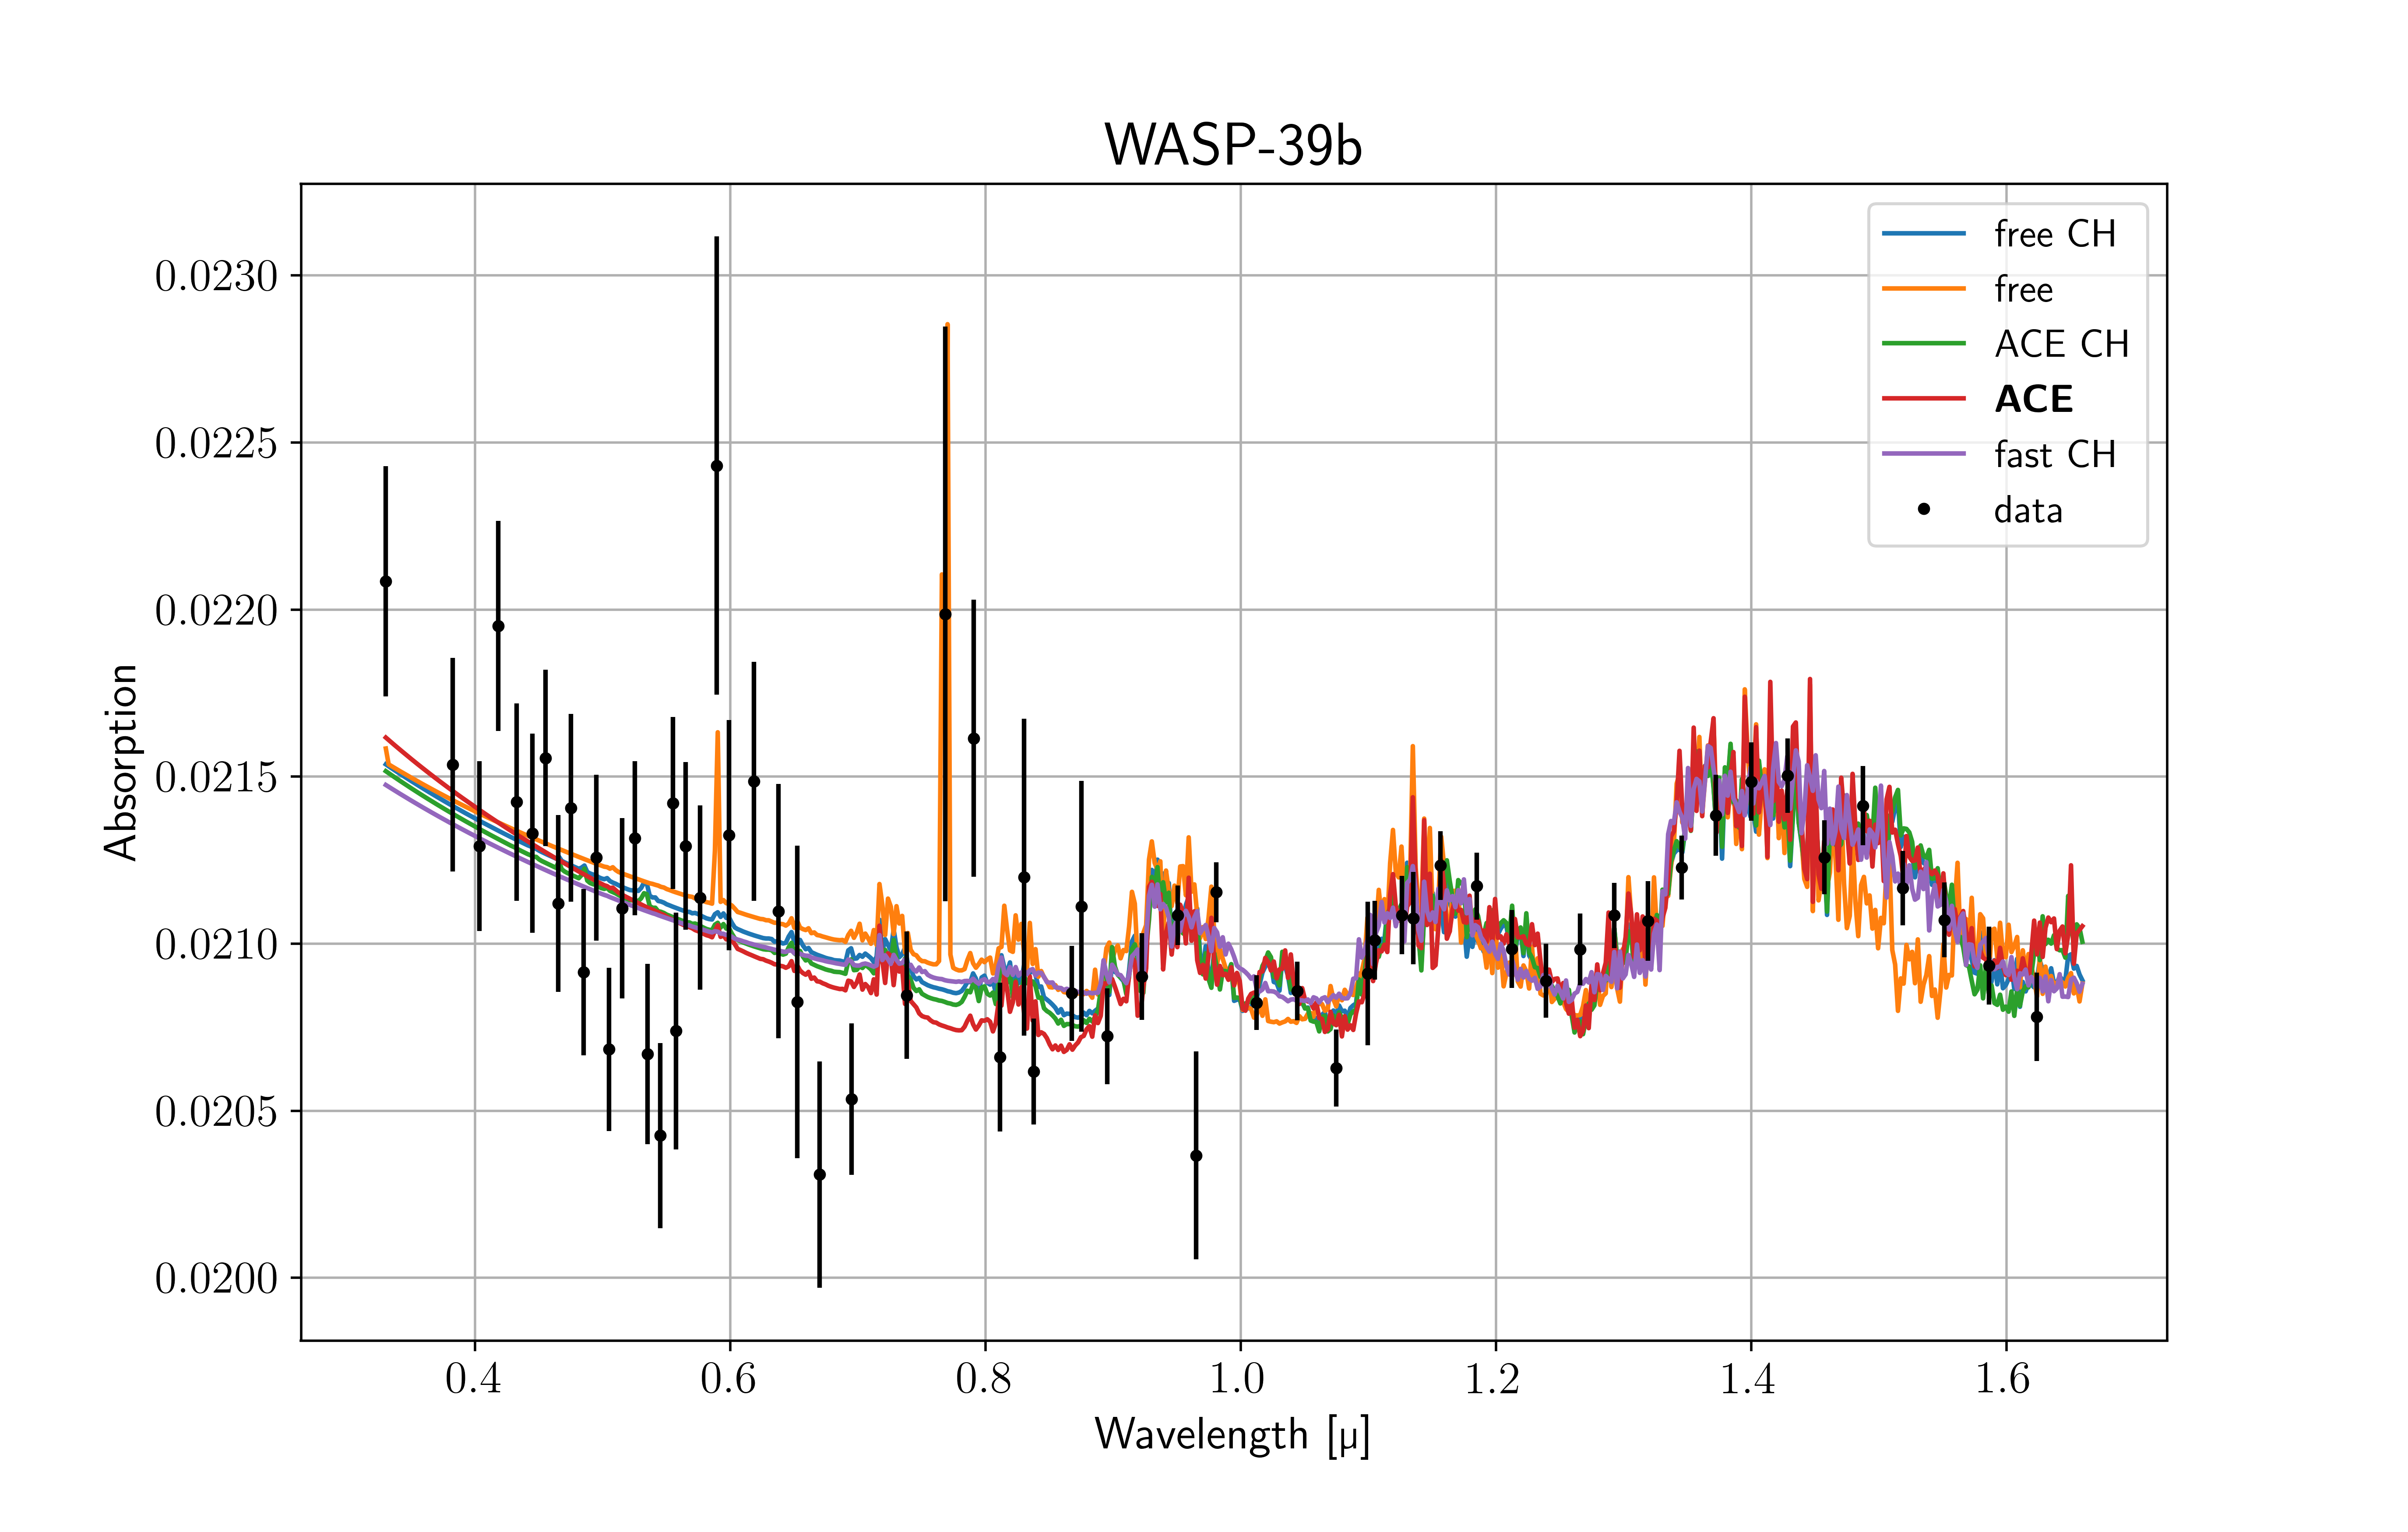 WASP-39b
free CH
free
ACE CH
ACE
fast CH
data
0.0230
0.0225
0.0220
0.0215
0.0210
0.0205
0.0200
Absorption
0.4 0.6 0.8 1.0 1.2 1.4 1.6
Wavelength [μ]